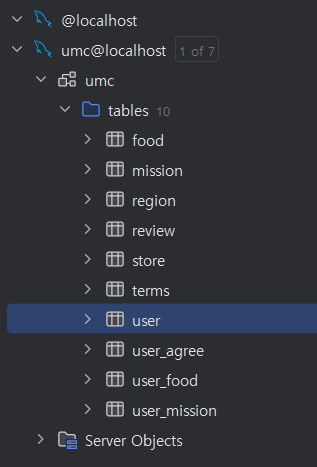 @localhost
umc@localhost 1 of 7
umc
tables 10
food
mission
region
review
store
terms
user
user_agree
user_food
user_mission
Server Objects